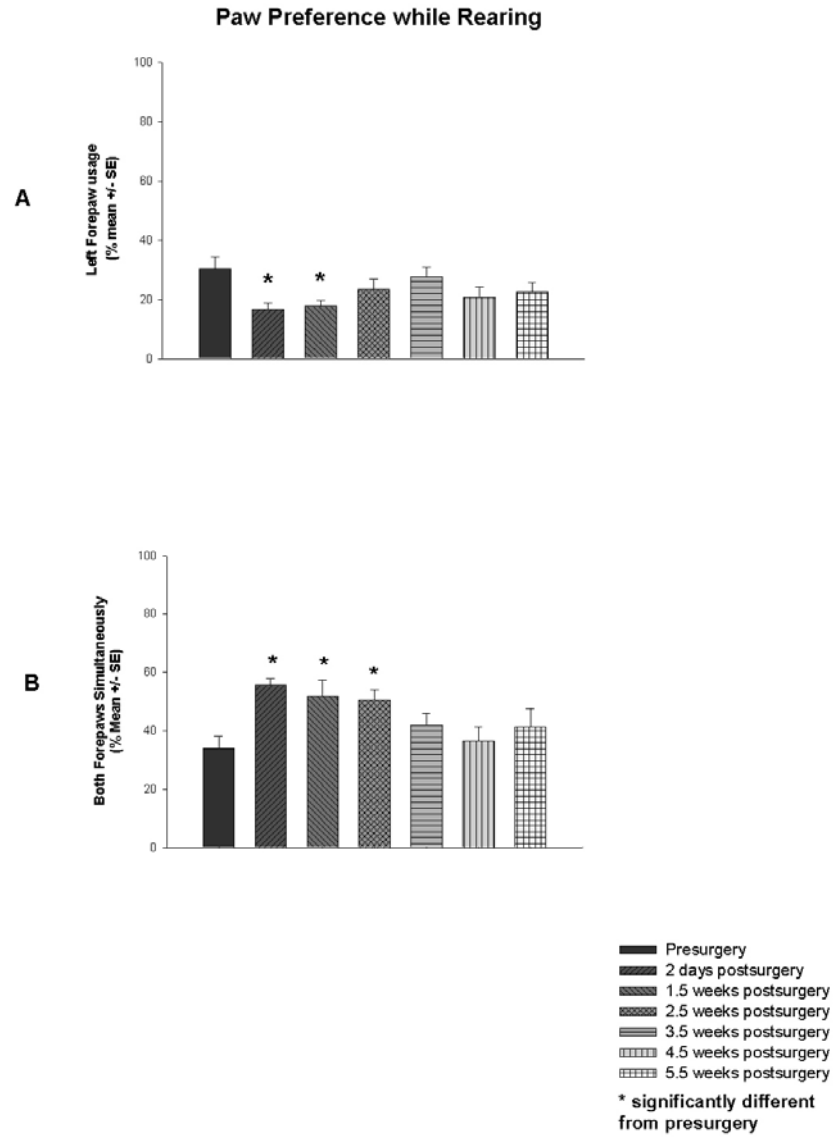 Paw Preference while Rearing
A
Left Forepaw usage
(% mean +/- SE)
100
80
60
40
20
0
*
*
B
Both Forepaws Simultaneously
(% Mean +/- SE)
100
80
60
40
20
0
*
*
*
Presurgery
2 days postsurgery
1.5 weeks postsurgery
2.5 weeks postsurgery
3.5 weeks postsurgery
4.5 weeks postsurgery
5.5 weeks postsurgery
* significantly different
from presurgery